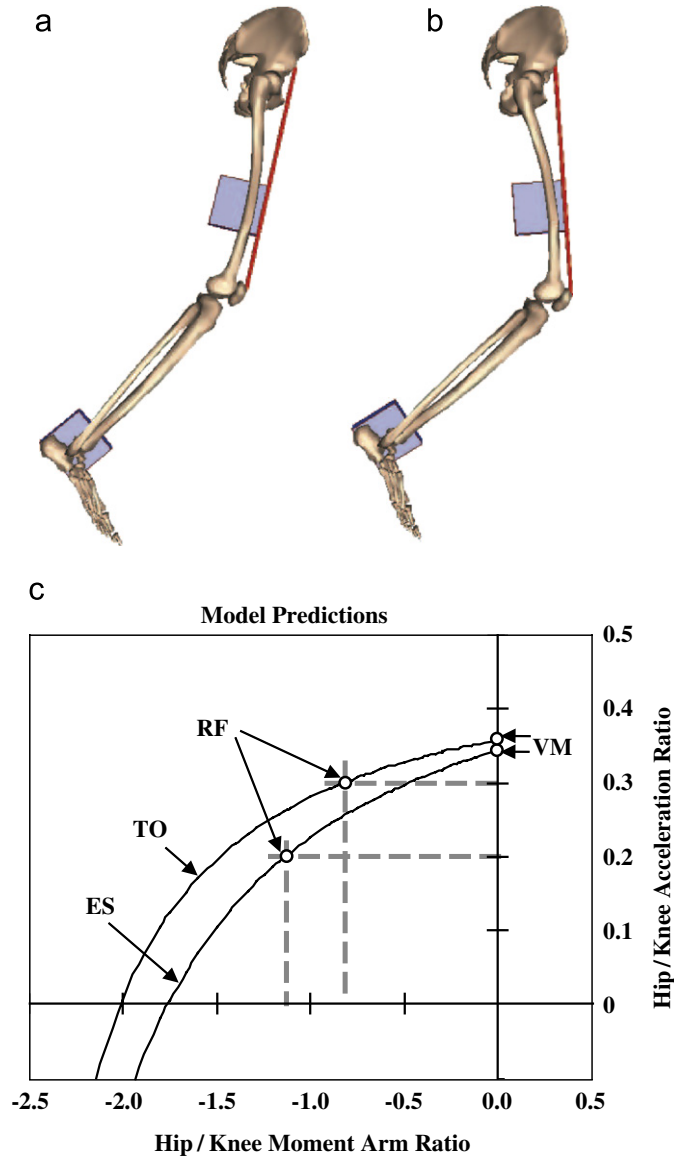 a
b
c
Model Predictions
0.5
0.4
RF
VM
0.3
TO
0.2
ES
0.1
0
Hip / Knee Acceleration Ratio
-2.5 -2.0 -1.5 -1.0 -0.5 0.0 0.5
Hip / Knee Moment Arm Ratio